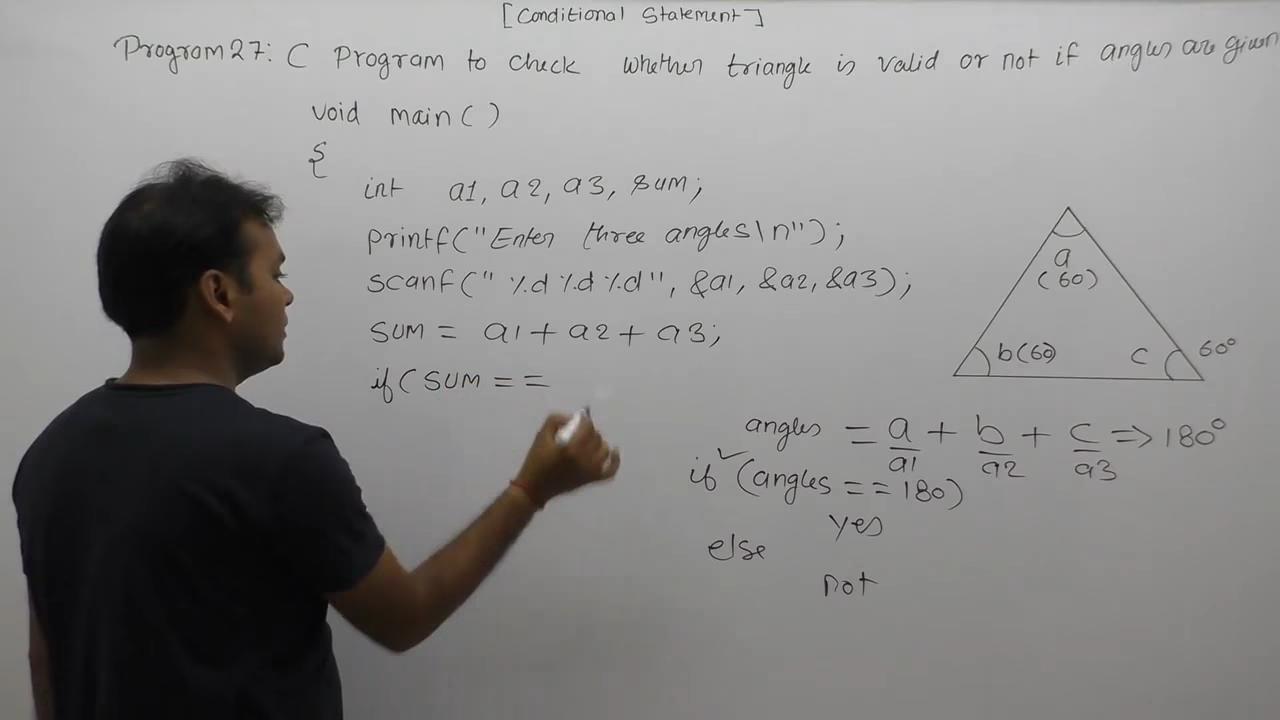 [Conditional Statement]
Program 27: C Program to check whether triangle is valid or not if angles are given
void main()
{
int a1, a2, a3, sum;
printf("Enter three angles\n");
scanf("%d%d%d", &a1, &a2, &a3);
sum = a1 + a2 + a3;
if(sum ==
a
(60)
b(60)
c
60°
angles = a + b + c => 180°
a1 a2 a3
if (angles == 180)
yes
else
not